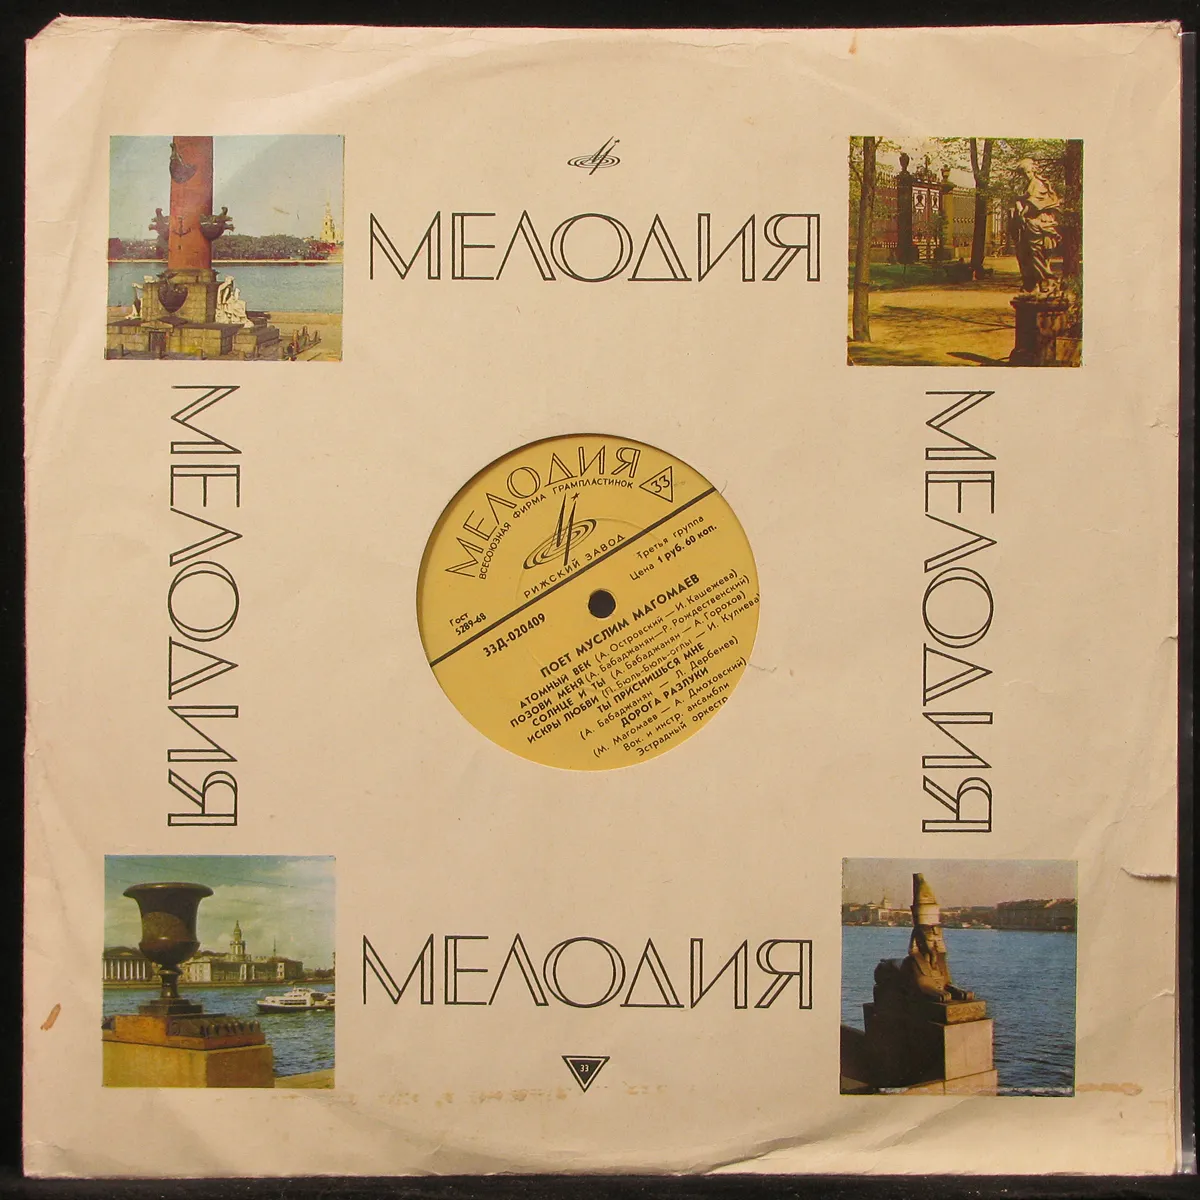 МЕЛОДИЯ
МЕЛОДИЯ
МЕЛОДИЯ
МЕЛОДИЯ
ВСЕСОЮЗНАЯ ФИРМА ГРАМПЛАСТИНОК
33
РИЖСКИЙ ЗАВОД
Третья группа
Цена 1 руб. 60 коп.
Гост
5289-68
33Д-020409
ПОЕТ МУСЛИМ МАГОМАЕВ
АТОМНЫЙ ВЕК (А. Островский — И. Кашежева)
ПОЗОВИ МЕНЯ (А. Бабаджанян—Р. Рождественский)
СОЛНЦЕ И ТЫ (А. Бабаджанян — А. Горохов)
ИСКРЫ ЛЮБВИ (П. Бюль-Бюль-оглы — И. Кулиева)
ТЫ ПРИСНИШЬСЯ МНЕ
(А. Бабаджанян — Л. Дербенев)
ДОРОГА РАЗЛУКИ
(М. Магомаев — А. Дмоховский)
Вок. и инстр. ансамбли
Эстрадный оркестр
МЕЛОДИЯ
33